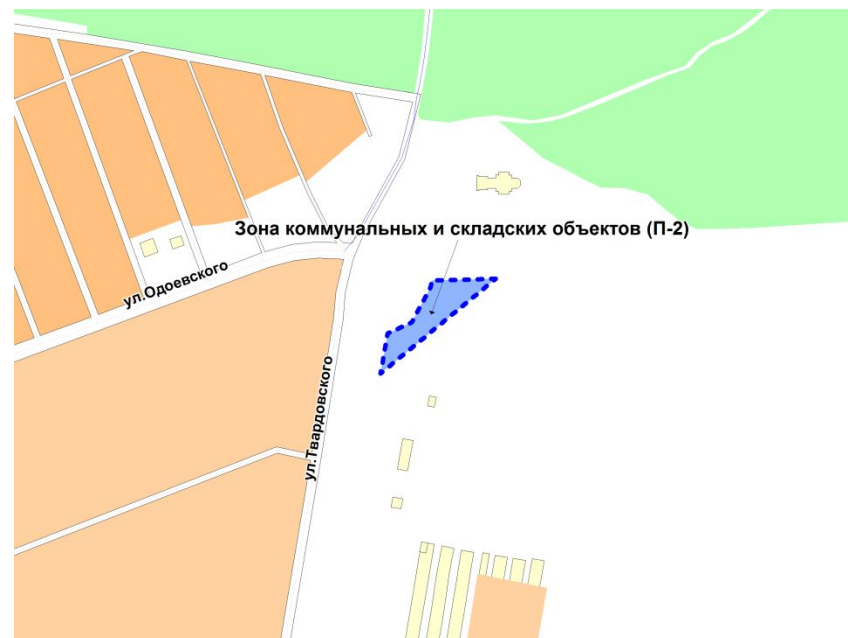 Зона коммунальных и складских объектов (П-2)
ул.Одоевского
ул.Твардовского